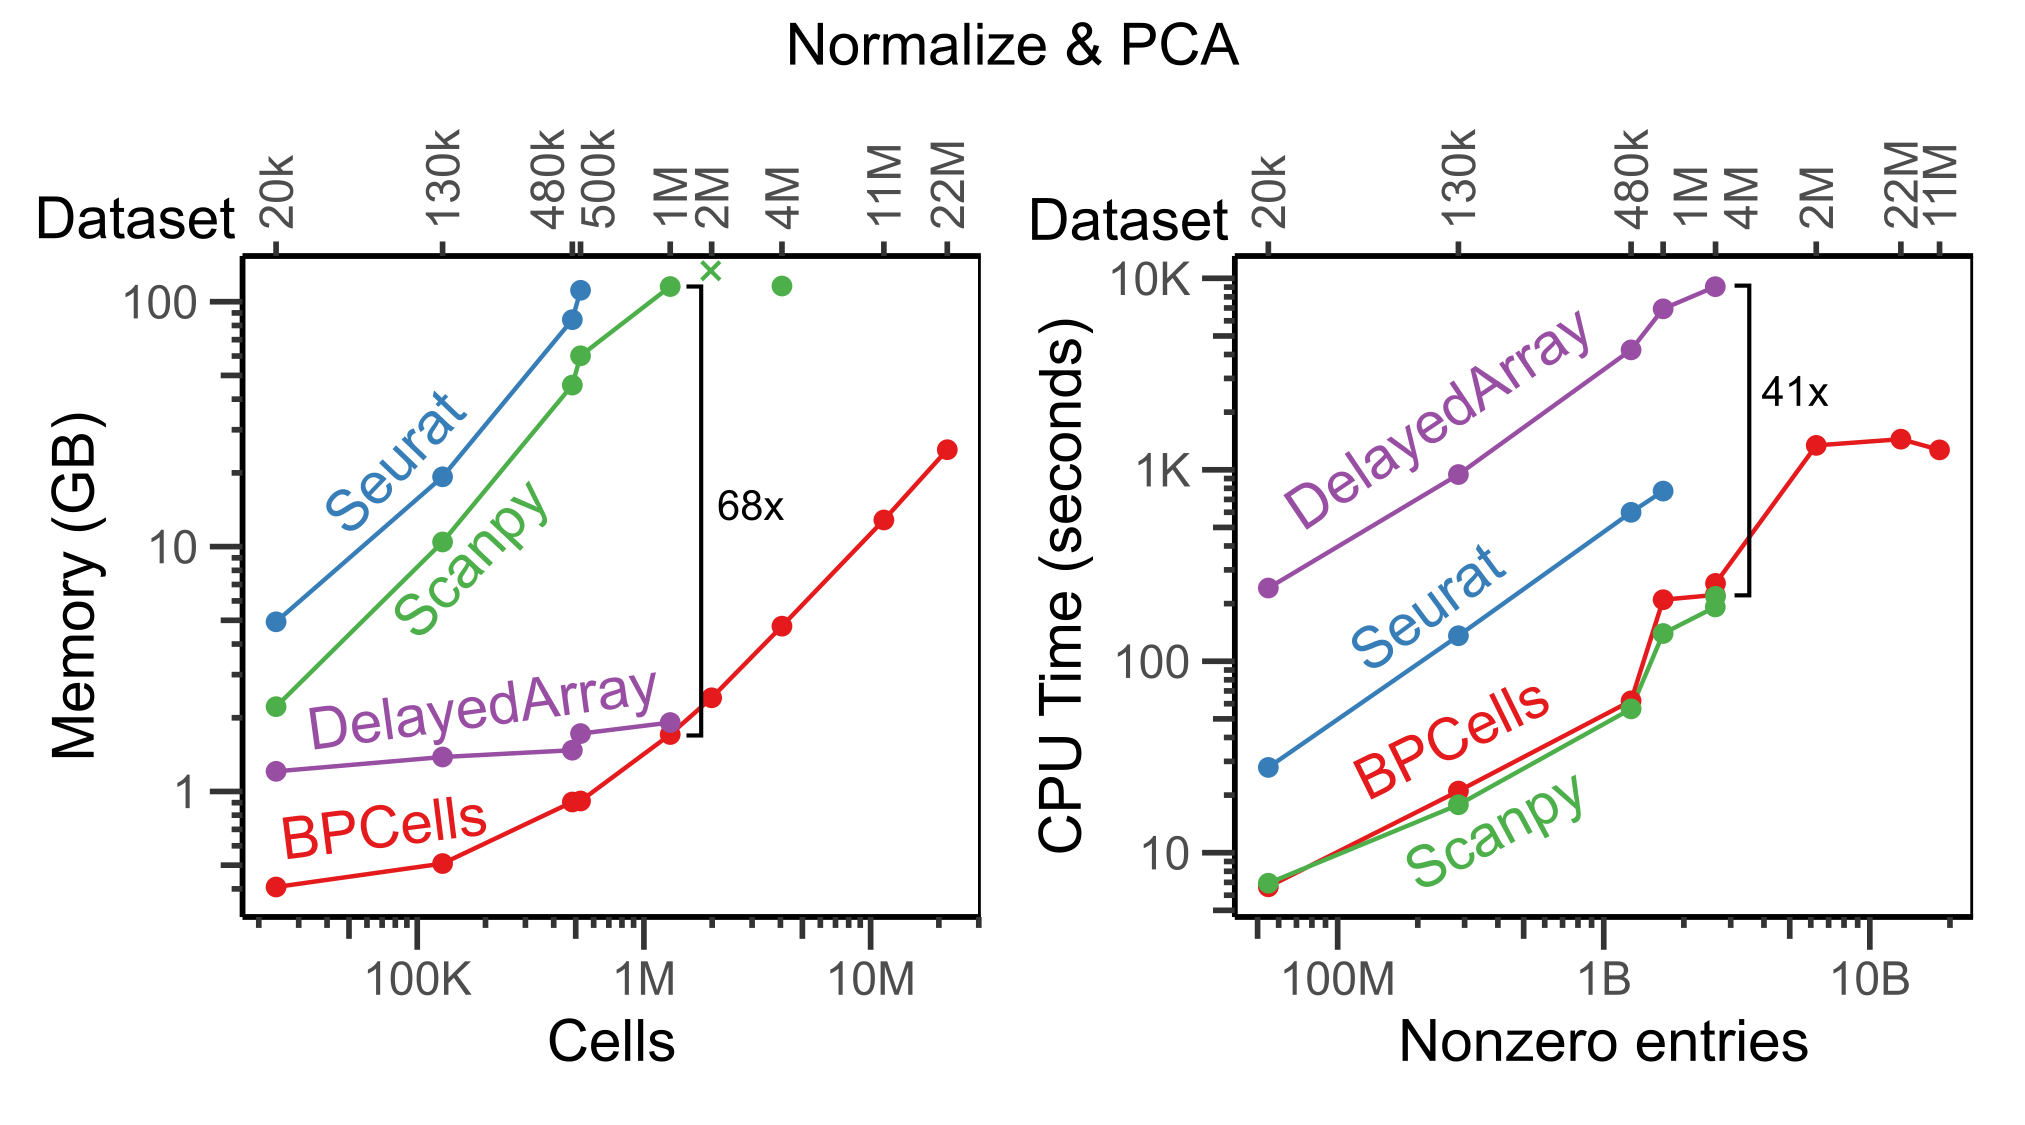 Normalize & PCA
Dataset
20k
130k
480k
500k
1M
2M
4M
11M
22M
Memory (GB)
100
10
1
Seurat
Scanpy
DelayedArray
BPCells
68x
100K
1M
10M
Cells
Dataset
20k
130k
480k
1M
4M
2M
22M
11M
CPU Time (seconds)
10K
1K
100
10
DelayedArray
Seurat
BPCells
Scanpy
41x
100M
1B
10B
Nonzero entries